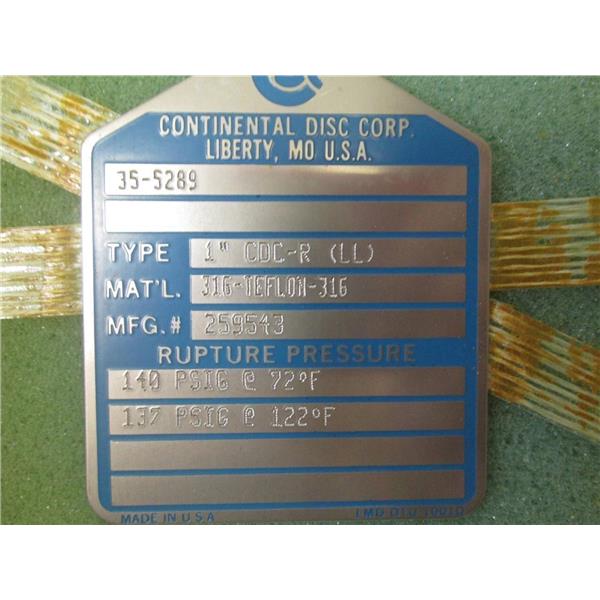 CONTINENTAL DISC CORP.
LIBERTY, MO U.S.A.
35-5289
TYPE 1" CDC-R (LL)
MAT'L. 316-TEFLON-316
MFG.# 259543
RUPTURE PRESSURE
140 PSIG @ 72°F
137 PSIG @ 122°F
MADE IN U S A